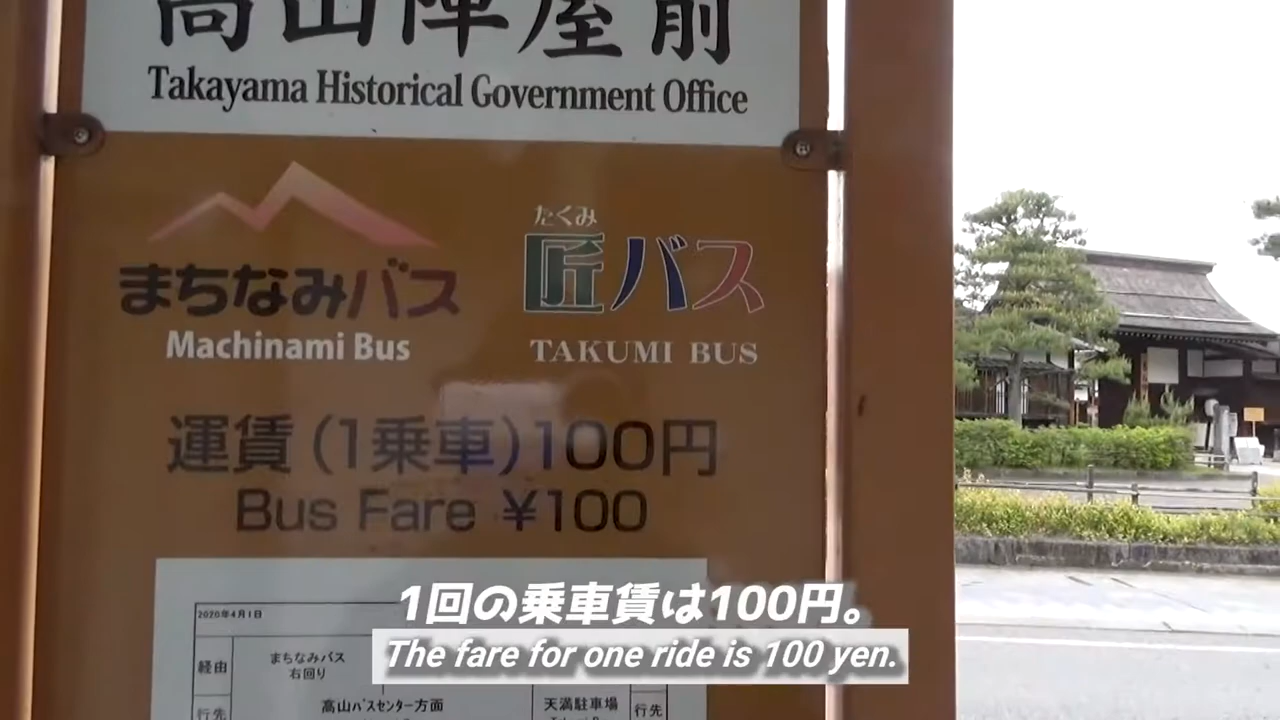 高山陣屋前
Takayama Historical Government Office
まちなみバス
Machinami Bus
たくみ
匠バス
TAKUMI BUS
運賃(1乗車)100円
Bus Fare ¥100
1回の乗車賃は100円。
The fare for one ride is 100 yen.
2020年4月1日
経由
まちなみバス
右回り
行先
高山バスセンター方面
天満駐車場
行先